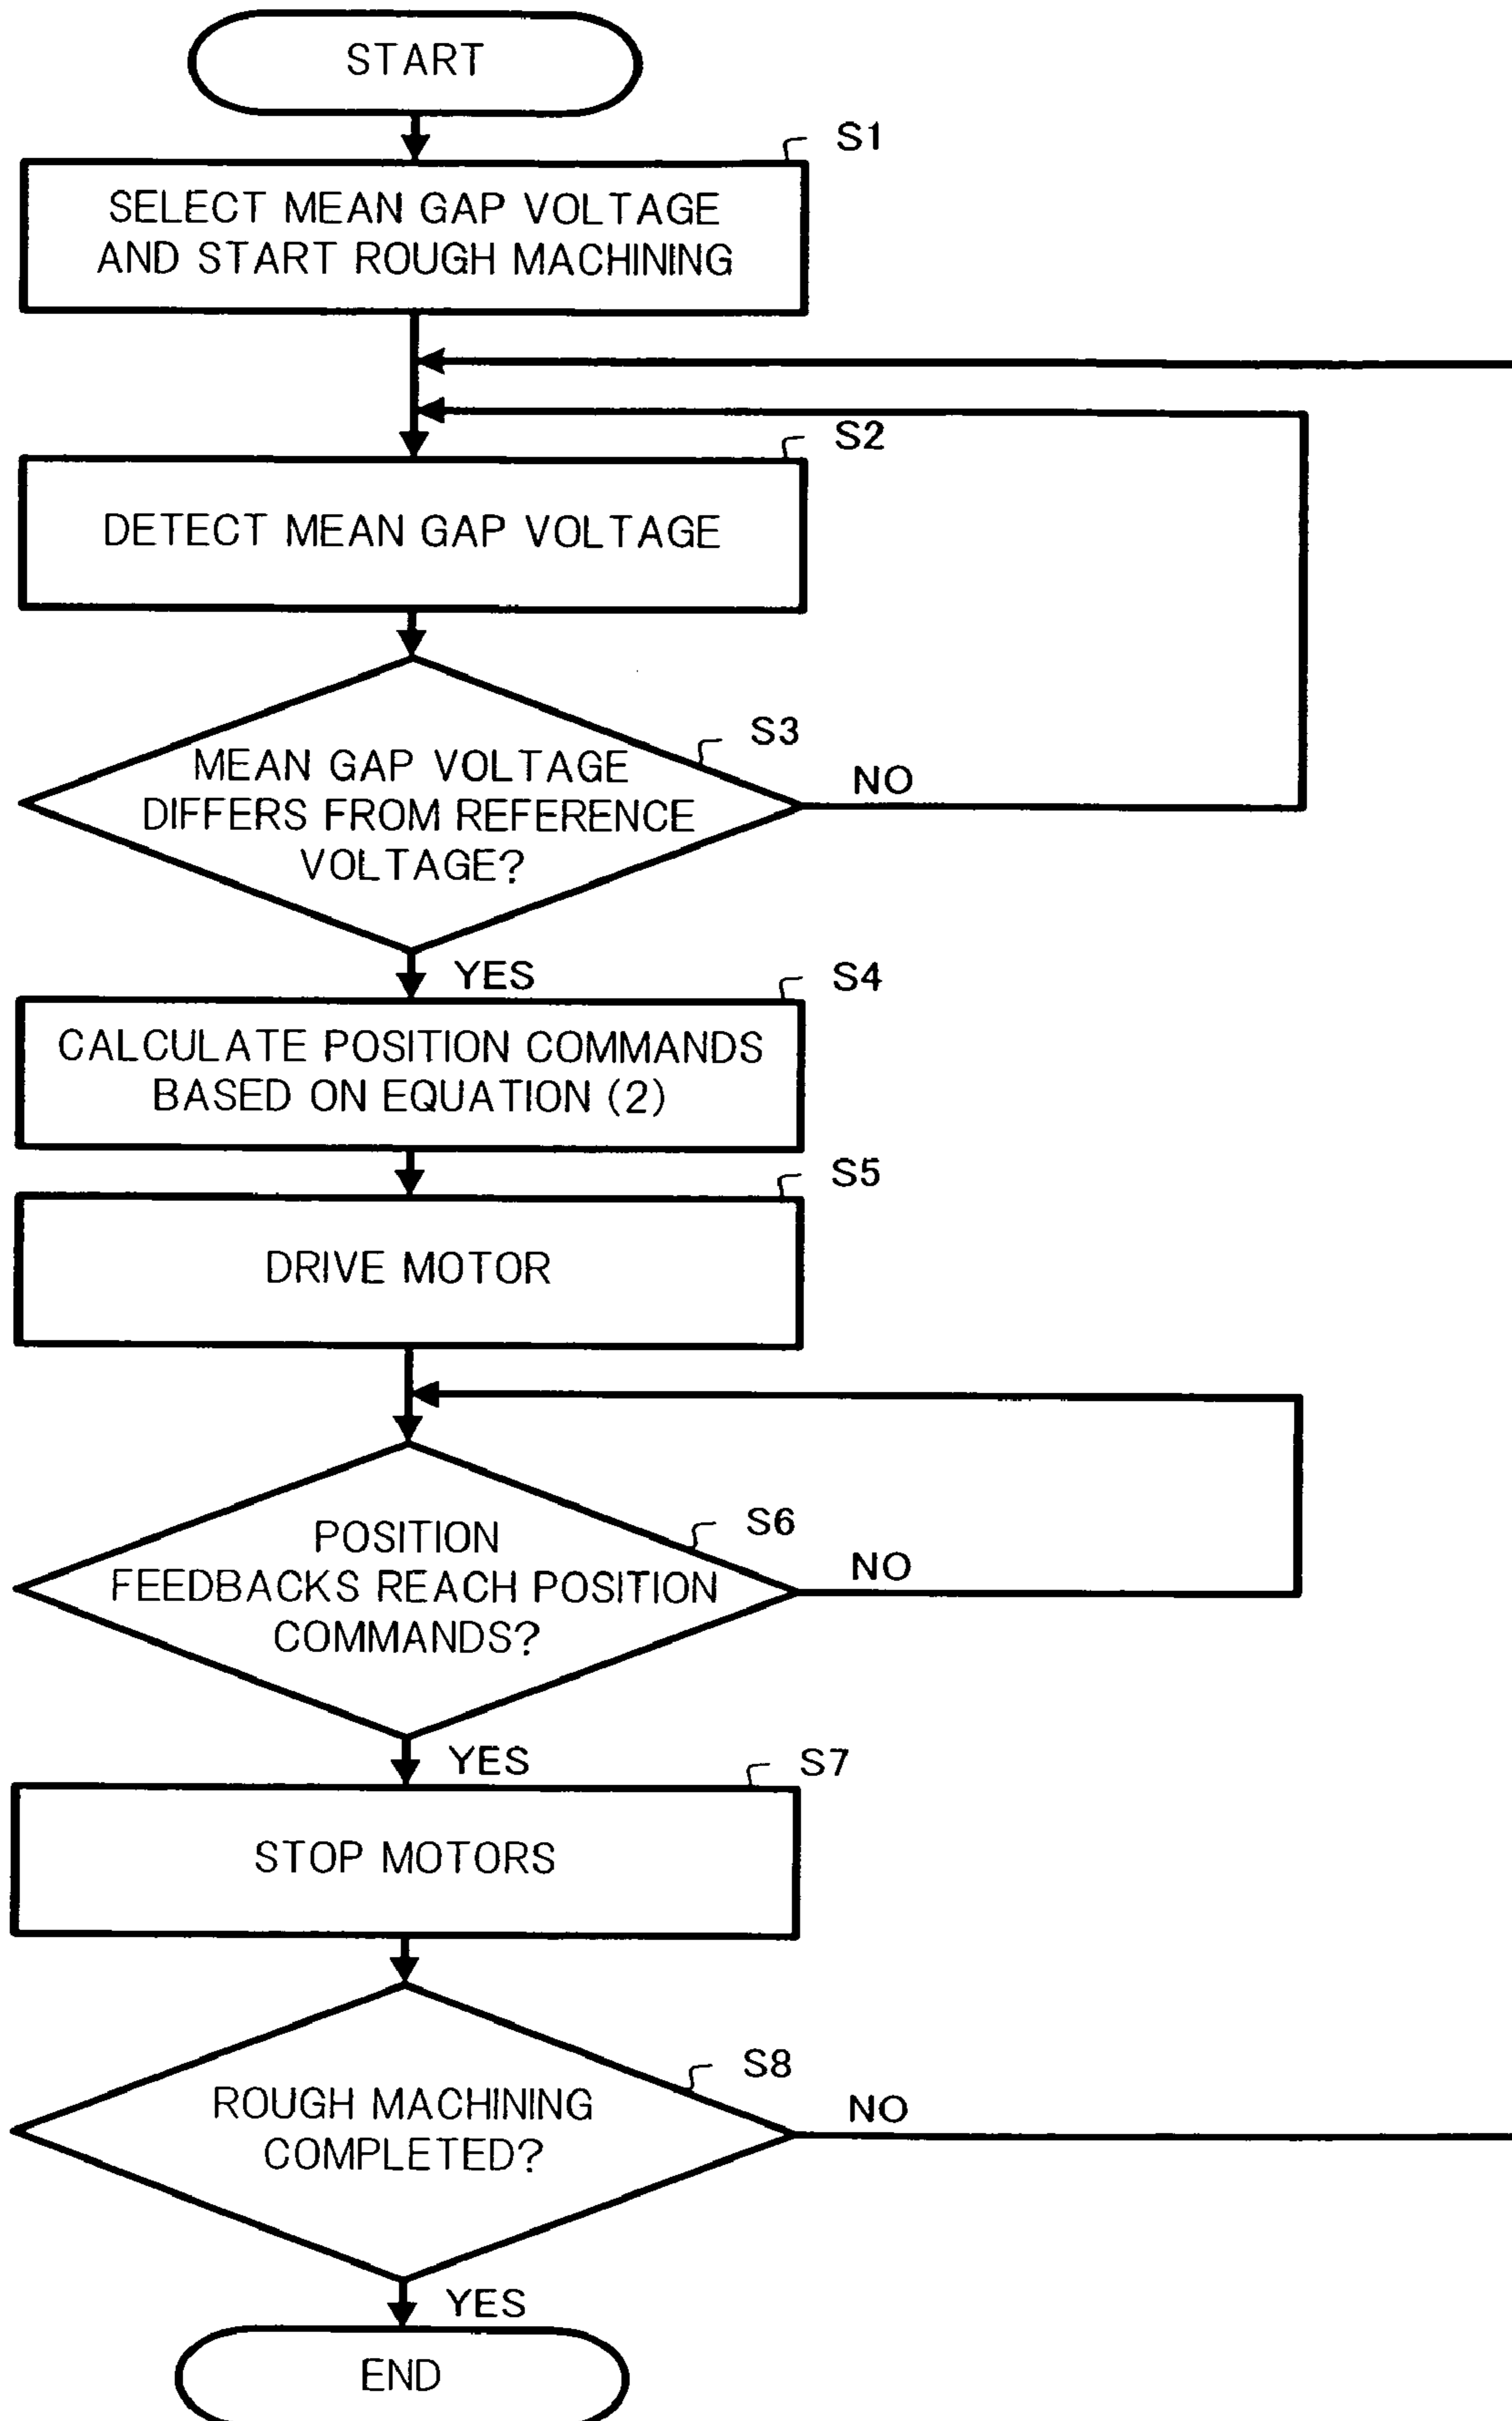 START
S1
SELECT MEAN GAP VOLTAGE
AND START ROUGH MACHINING
S2
DETECT MEAN GAP VOLTAGE
S3
MEAN GAP VOLTAGE
DIFFERS FROM REFERENCE
VOLTAGE?
NO
YES
S4
CALCULATE POSITION COMMANDS
BASED ON EQUATION (2)
S5
DRIVE MOTOR
S6
POSITION
FEEDBACKS REACH POSITION
COMMANDS?
NO
YES
S7
STOP MOTORS
S8
ROUGH MACHINING
COMPLETED?
NO
YES
END